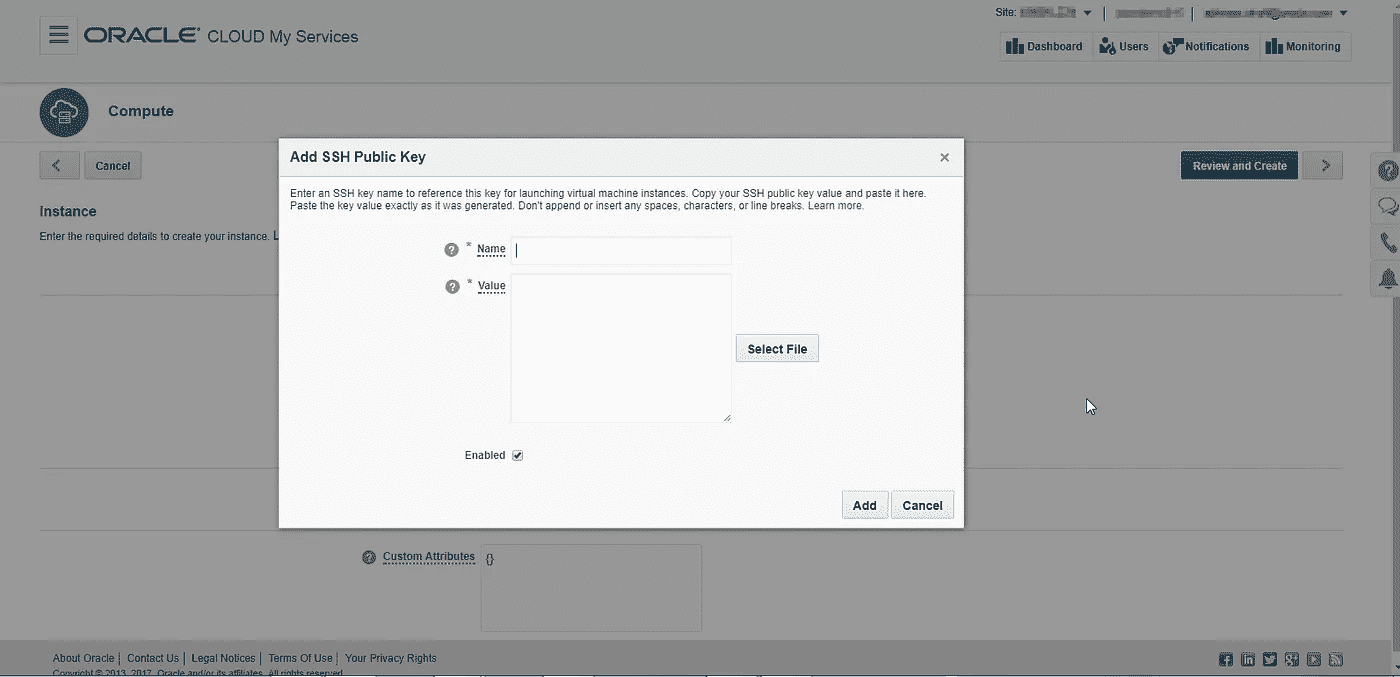 Site:
ORACLE® CLOUD My Services
Dashboard Users Notifications Monitoring
Compute
Cancel
Review and Create
Instance
Enter the required details to create your instance. L
Add SSH Public Key
Enter an SSH key name to reference this key for launching virtual machine instances. Copy your SSH public key value and paste it here.
Paste the key value exactly as it was generated. Don't append or insert any spaces, characters, or line breaks. Learn more.
* Name
* Value
Select File
Enabled
Add Cancel
Custom Attributes {}
About Oracle | Contact Us | Legal Notices | Terms Of Use | Your Privacy Rights
Copyright © 2013, 2017, Oracle and/or its affiliates. All rights reserved.